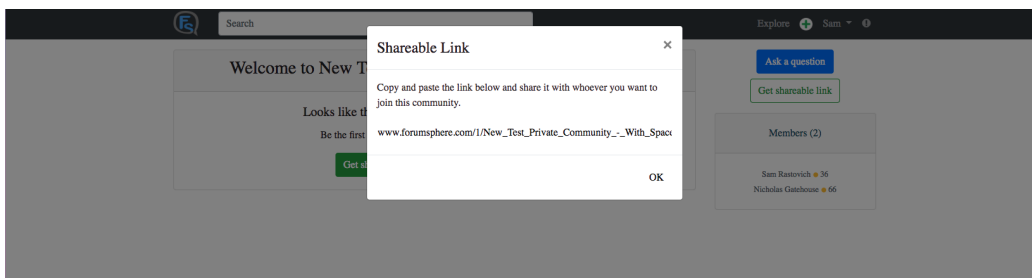 FS
Search
Explore
Sam
Shareable Link
×
Copy and paste the link below and share it with whoever you want to
join this community.
www.forumsphere.com/1/New_Test_Private_Community_-_With_Space
OK
Welcome to New T
Looks like th
Be the first
Get sh
Ask a question
Get shareable link
Members (2)
Sam Rastovich 36
Nicholas Gatehouse 66